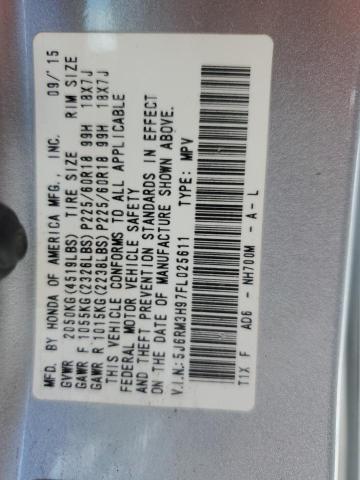 MFD. BY HONDA OF AMERICA MFG., INC. 09/'15
GVWR 2050KG(4519LBS) TIRE SIZE RIM SIZE
GAWR F 1055KG(2326LBS) P225/60R18 99H 18X7J
GAWR R 1015KG(2238LBS) P225/60R18 99H 18X7J
THIS VEHICLE CONFORMS TO ALL APPLICABLE
FEDERAL MOTOR VEHICLE SAFETY
AND THEFT PREVENTION STANDARDS IN EFFECT
ON THE DATE OF MANUFACTURE SHOWN ABOVE.
V.I.N.:5J6RM3H97FL025611 TYPE: MPV
T1X F AD6 - NH700M - A - L